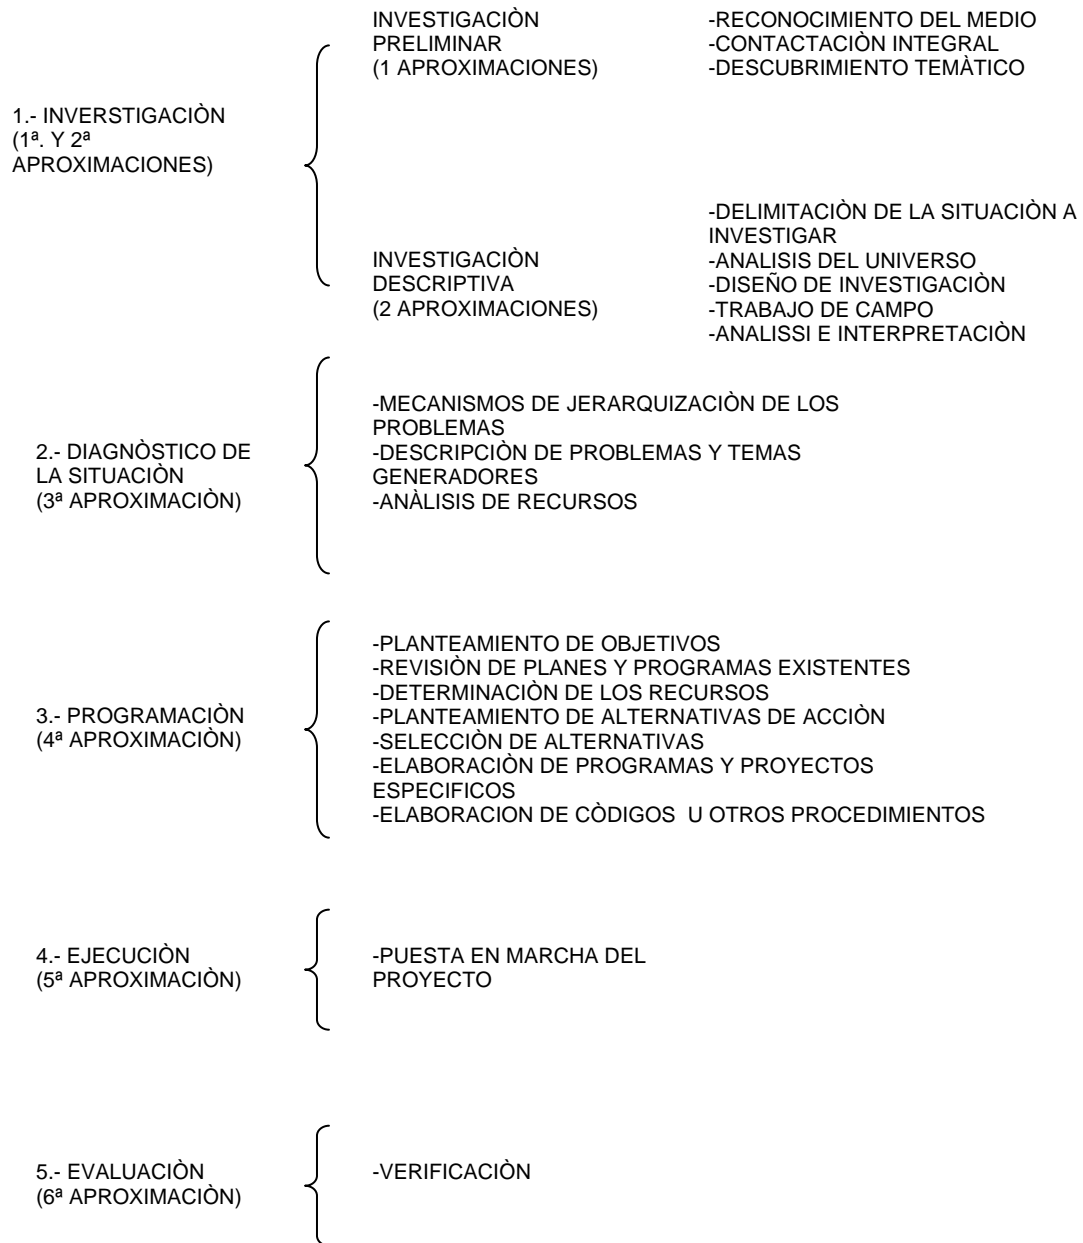 INVESTIGACIÒN
PRELIMINAR
(1 APROXIMACIONES)
-RECONOCIMIENTO DEL MEDIO
-CONTACTACIÒN INTEGRAL
-DESCUBRIMIENTO TEMÀTICO
1.- INVERSTIGACIÒN
(1ª. Y 2ª
APROXIMACIONES)
INVESTIGACIÒN
DESCRIPTIVA
(2 APROXIMACIONES)
-DELIMITACIÒN DE LA SITUACIÒN A
INVESTIGAR
-ANALISIS DEL UNIVERSO
-DISEÑO DE INVESTIGACIÒN
-TRABAJO DE CAMPO
-ANALISSI E INTERPRETACIÒN
2.- DIAGNÒSTICO DE
LA SITUACIÒN
(3ª APROXIMACIÒN)
-MECANISMOS DE JERARQUIZACIÒN DE LOS
PROBLEMAS
-DESCRIPCIÒN DE PROBLEMAS Y TEMAS
GENERADORES
-ANÀLISIS DE RECURSOS
3.- PROGRAMACIÒN
(4ª APROXIMACIÒN)
-PLANTEAMIENTO DE OBJETIVOS
-REVISIÒN DE PLANES Y PROGRAMAS EXISTENTES
-DETERMINACIÒN DE LOS RECURSOS
-PLANTEAMIENTO DE ALTERNATIVAS DE ACCIÒN
-SELECCIÒN DE ALTERNATIVAS
-ELABORACIÒN DE PROGRAMAS Y PROYECTOS
ESPECIFICOS
-ELABORACION DE CÒDIGOS  U OTROS PROCEDIMIENTOS
4.- EJECUCIÒN
(5ª APROXIMACIÒN)
-PUESTA EN MARCHA DEL
PROYECTO
5.- EVALUACIÒN
(6ª APROXIMACIÒN)
-VERIFICACIÒN